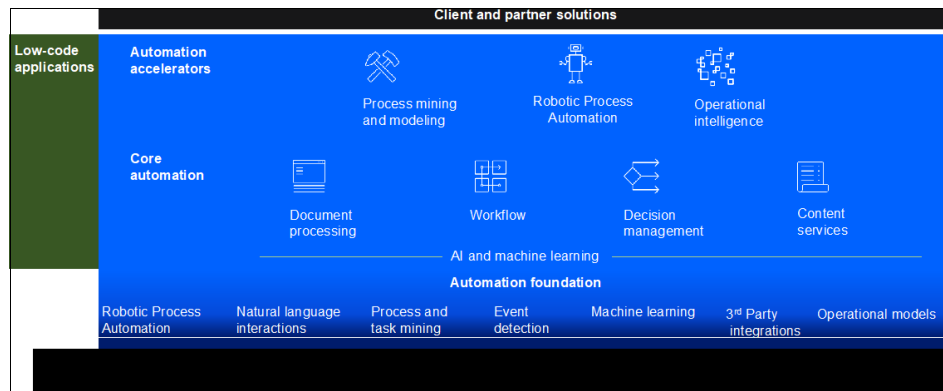 Client and partner solutions
Low-code
applications
Automation
accelerators
Process mining
and modeling
Robotic Process
Automation
Operational
intelligence
Core
automation
Document
processing
Workflow
Decision
management
Content
services
AI and machine learning
Automation foundation
Robotic Process
Automation
Natural language
interactions
Process and
task mining
Event
detection
Machine learning
3rd Party
integrations
Operational models